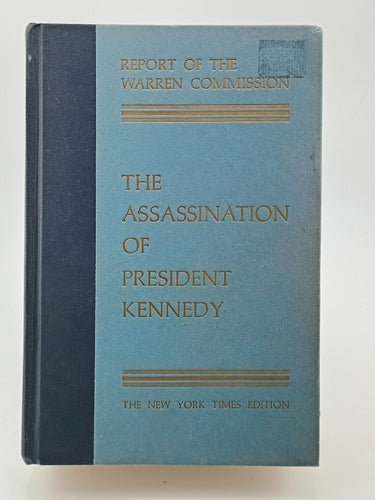 REPORT OF THE
WARREN COMMISSION
THE
ASSASSINATION
OF
PRESIDENT
KENNEDY
THE NEW YORK TIMES EDITION